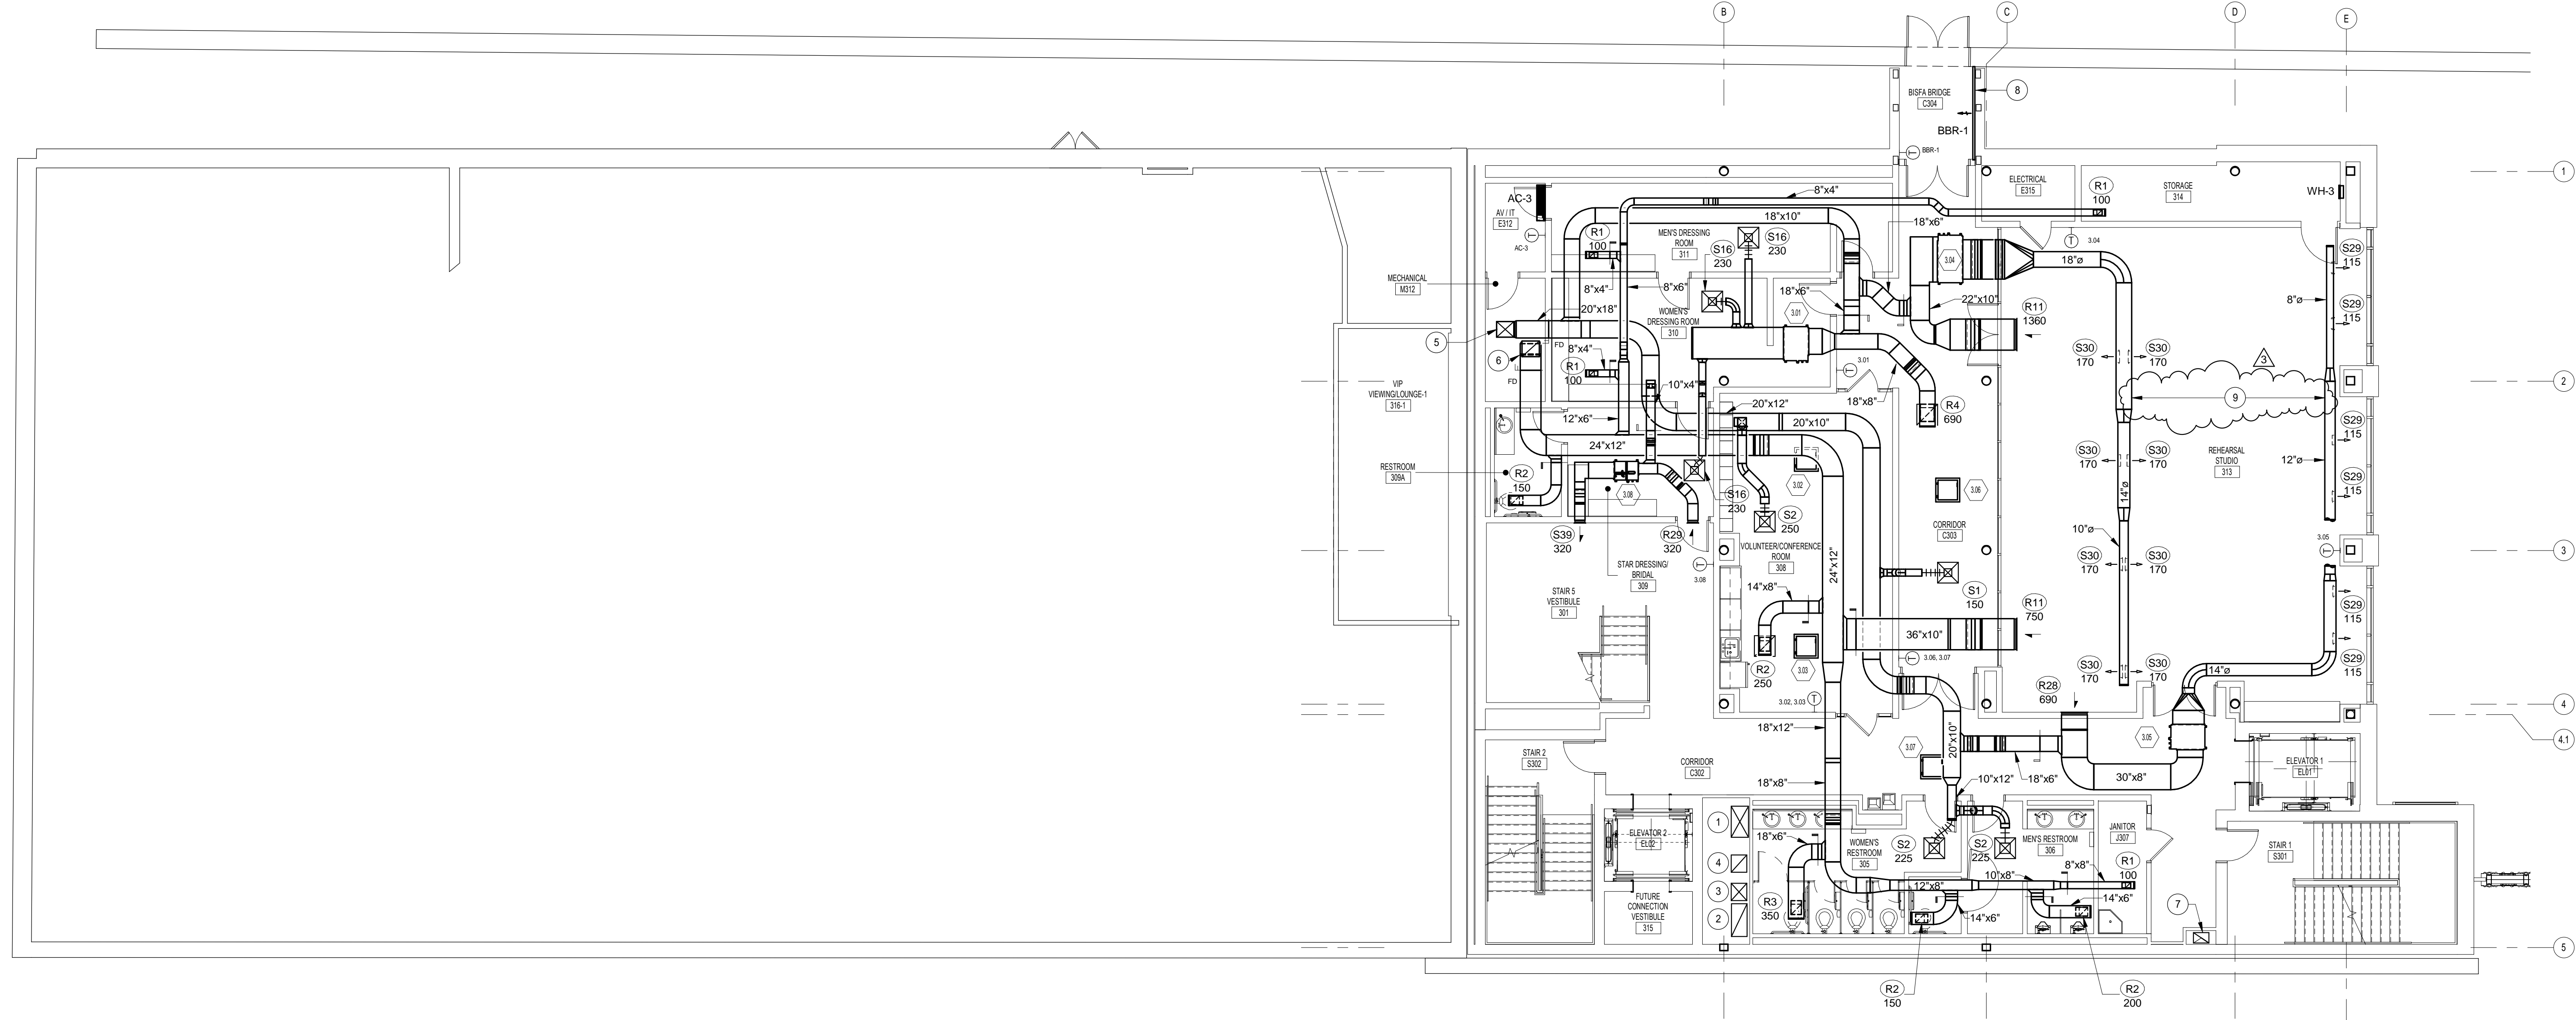 B
C
D
E
BISFA BRIDGE
C304
8
BBR-1
BBR-1
1
ELECTRICAL
E315
STORAGE
314
R1
100
WH-3
AC-3
AV / IT
E312
AC-3
8"x4"
18"x10"
18"x6"
R1
100
MEN'S DRESSING
ROOM
311
S16
230
S16
230
3.04
3.04
18"ø
S29
115
MECHANICAL
M312
8"x4"
8"x6"
18"x6"
22"x10"
R11
1360
8"ø
S29
115
20"x18"
WOMEN'S
DRESSING ROOM
310
3.01
5
FD
6
FD
8"x4"
R1
100
3.01
S30
170
S30
170
3
VIP
VIEWING/LOUNGE-1
316-1
10"x4"
18"x8"
R4
690
9
2
12"x6"
20"x12"
20"x10"
S29
115
24"x12"
RESTROOM
309A
R2
150
3.08
S16
230
3.02
3.06
S30
170
S30
170
REHEARSAL
STUDIO
313
12"ø
S29
115
14"ø
S2
250
S39
320
R29
320
CORRIDOR
C303
10"ø
VOLUNTEER/CONFERENCE
ROOM
308
24"x12"
3.05
3
STAR DRESSING/
BRIDAL
309
3.08
S30
170
S30
170
STAIR 5
VESTIBULE
301
14"x8"
S1
150
S29
115
R11
750
36"x10"
3.03
3.06, 3.07
R2
250
S30
170
S30
170
14"ø
S29
115
R28
690
3.02, 3.03
4
18"x12"
3.07
20"x10"
3.05
4.1
STAIR 2
S302
CORRIDOR
C302
18"x8"
10"x12"
18"x6"
30"x8"
ELEVATOR 1
EL01
1
ELEVATOR 2
EL02
18"x6"
WOMEN'S
RESTROOM
305
S2
225
S2
225
MEN'S RESTROOM
306
JANITOR
J307
STAIR 1
S301
4
3
2
FUTURE
CONNECTION
VESTIBULE
315
R3
350
12"x8"
10"x8"
8"x8"
R1
100
14"x6"
14"x6"
7
5
R2
150
R2
200